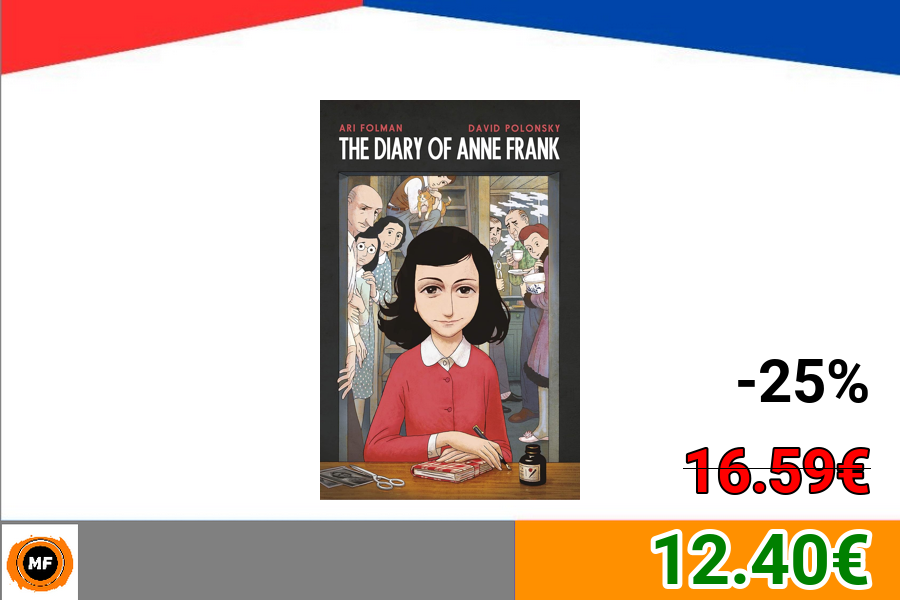 ARI FOLMAN DAVID POLONSKY
THE DIARY OF ANNE FRANK
-25%
16.59€
MF
12.40€